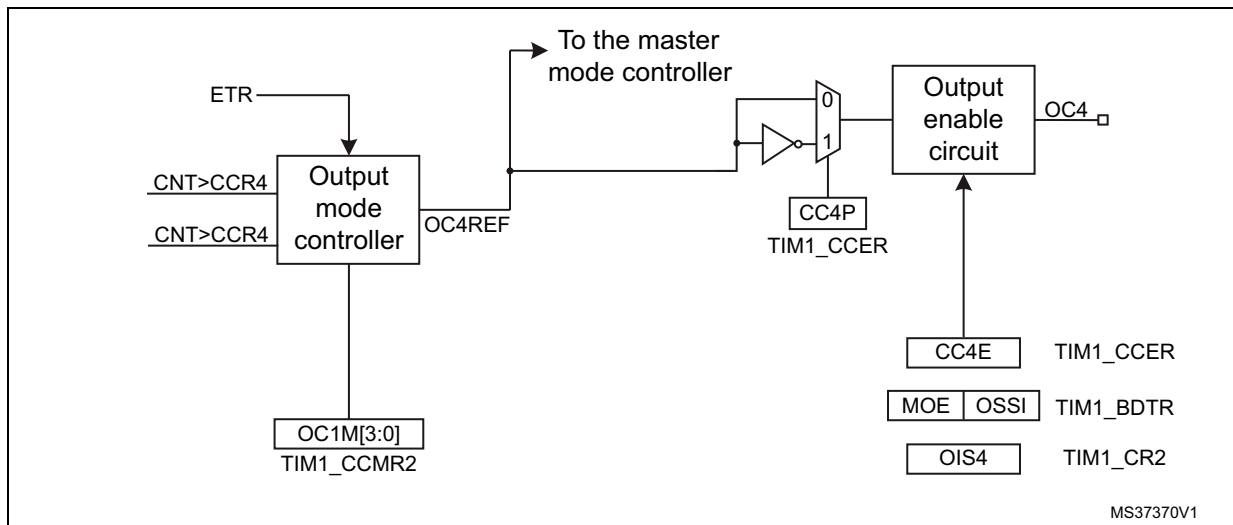 To the master
mode controller
ETR
CNT>CCR4
CNT>CCR4
Output
mode
controller
OC4REF
OC1M[3:0]
TIM1_CCMR2
0
1
CC4P
TIM1_CCER
Output
enable
circuit
OC4
CC4E TIM1_CCER
MOE OSSI TIM1_BDTR
OIS4 TIM1_CR2
MS37370V1